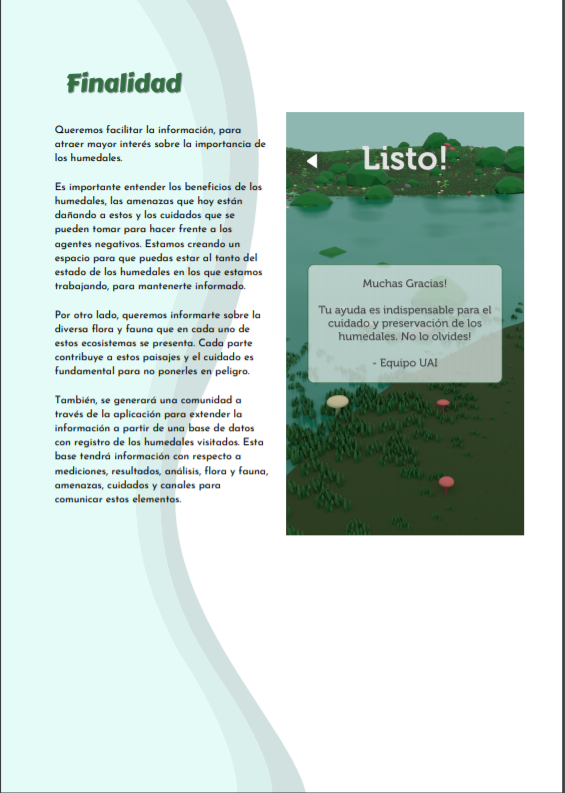 Finalidad
Queremos facilitar la información, para
atraer mayor interés sobre la importancia de
los humedales.
Es importante entender los beneficios de los
humedales, las amenazas que hoy están
dañando a estos y los cuidados que se
pueden tomar para hacer frente a los
agentes negativos. Estamos creando un
espacio para que puedas estar al tanto del
estado de los humedales en los que estamos
trabajando, para mantenerte informado.
Por otro lado, queremos informarte sobre la
diversa flora y fauna que en cada uno de
estos ecosistemas se presenta. Cada parte
contribuye a estos paisajes y el cuidado es
fundamental para no ponerles en peligro.
También, se generará una comunidad a
través de la aplicación para extender la
información a partir de una base de datos
con registro de los humedales visitados. Esta
base tendrá información con respecto a
mediciones, resultados, análisis, flora y fauna,
amenazas, cuidados y canales para
comunicar estos elementos.
Listo!
Muchas Gracias!
Tu ayuda es indispensable para el
cuidado y preservación de los
humedales. No lo olvides!
- Equipo UAI